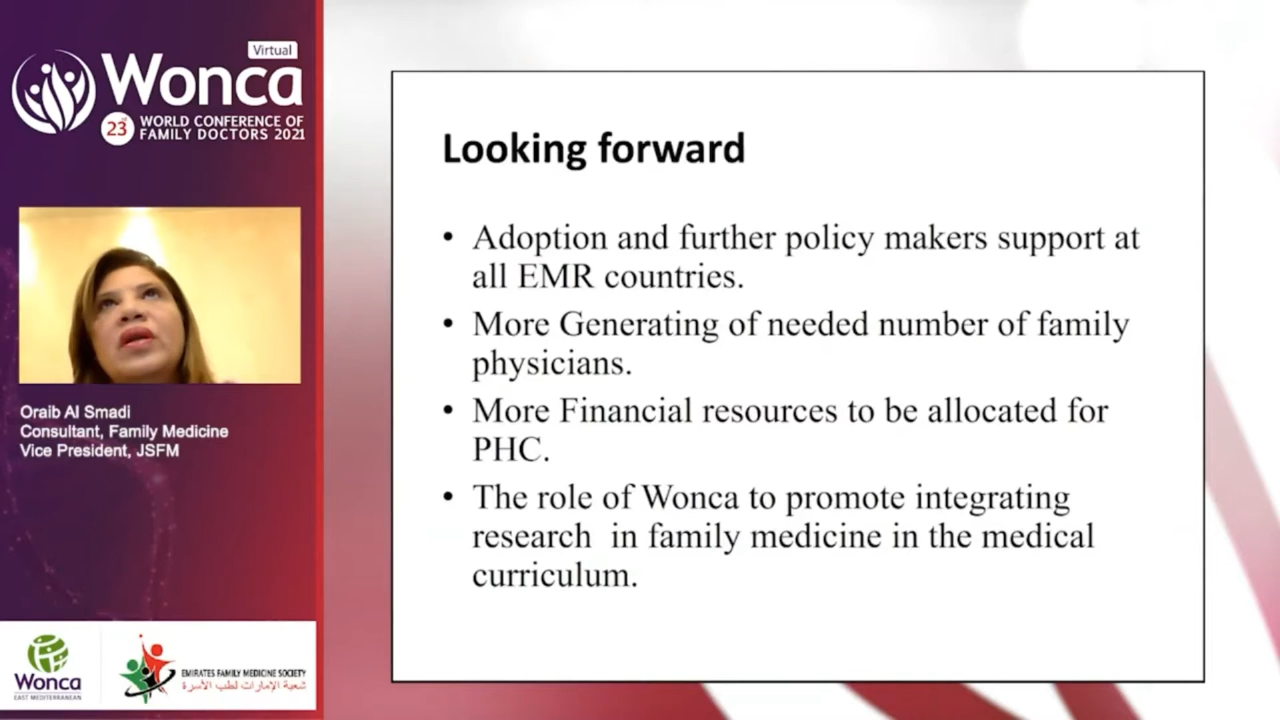 Virtual
Wonca
23rd
WORLD CONFERENCE OF
FAMILY DOCTORS 2021
Oraib Al Smadi
Consultant, Family Medicine
Vice President, JSFM
Wonca
EAST MEDITERRANEAN
EMIRATES FAMILY MEDICINE SOCIETY
شعبة الإمارات لطب الأسرة
Looking forward
• Adoption and further policy makers support at
all EMR countries.
• More Generating of needed number of family
physicians.
• More Financial resources to be allocated for
PHC.
• The role of Wonca to promote integrating
research  in family medicine in the medical
curriculum.